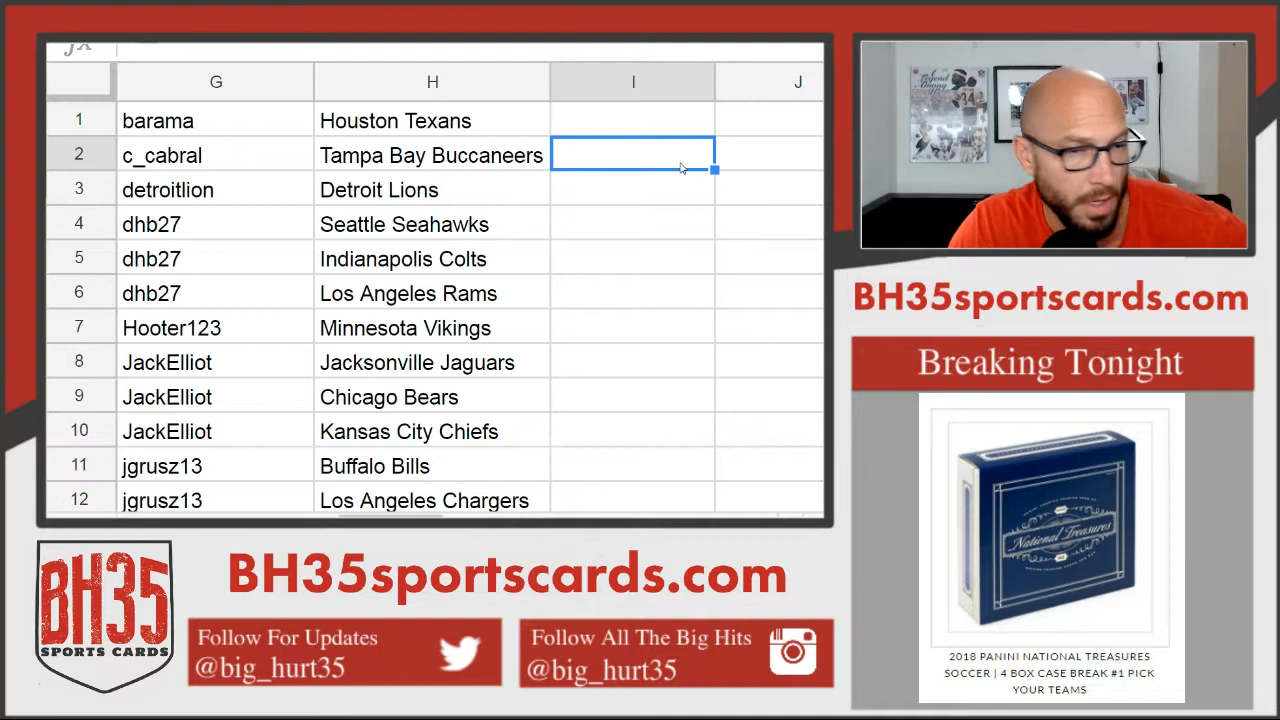 G H I J
1 barama Houston Texans
2 c_cabral Tampa Bay Buccaneers
3 detroitlion Detroit Lions
4 dhb27 Seattle Seahawks
5 dhb27 Indianapolis Colts
6 dhb27 Los Angeles Rams
7 Hooter123 Minnesota Vikings
8 JackElliot Jacksonville Jaguars
9 JackElliot Chicago Bears
10 JackElliot Kansas City Chiefs
11 jgrusz13 Buffalo Bills
12 jgrusz13 Los Angeles Chargers
34
BH35sportscards.com
Breaking Tonight
National Treasures
2018 PANINI NATIONAL TREASURES
SOCCER | 4 BOX CASE BREAK #1 PICK
YOUR TEAMS
BH35
SPORTS CARDS
BH35sportscards.com
Follow For Updates
@big_hurt35
Follow All The Big Hits
@big_hurt35